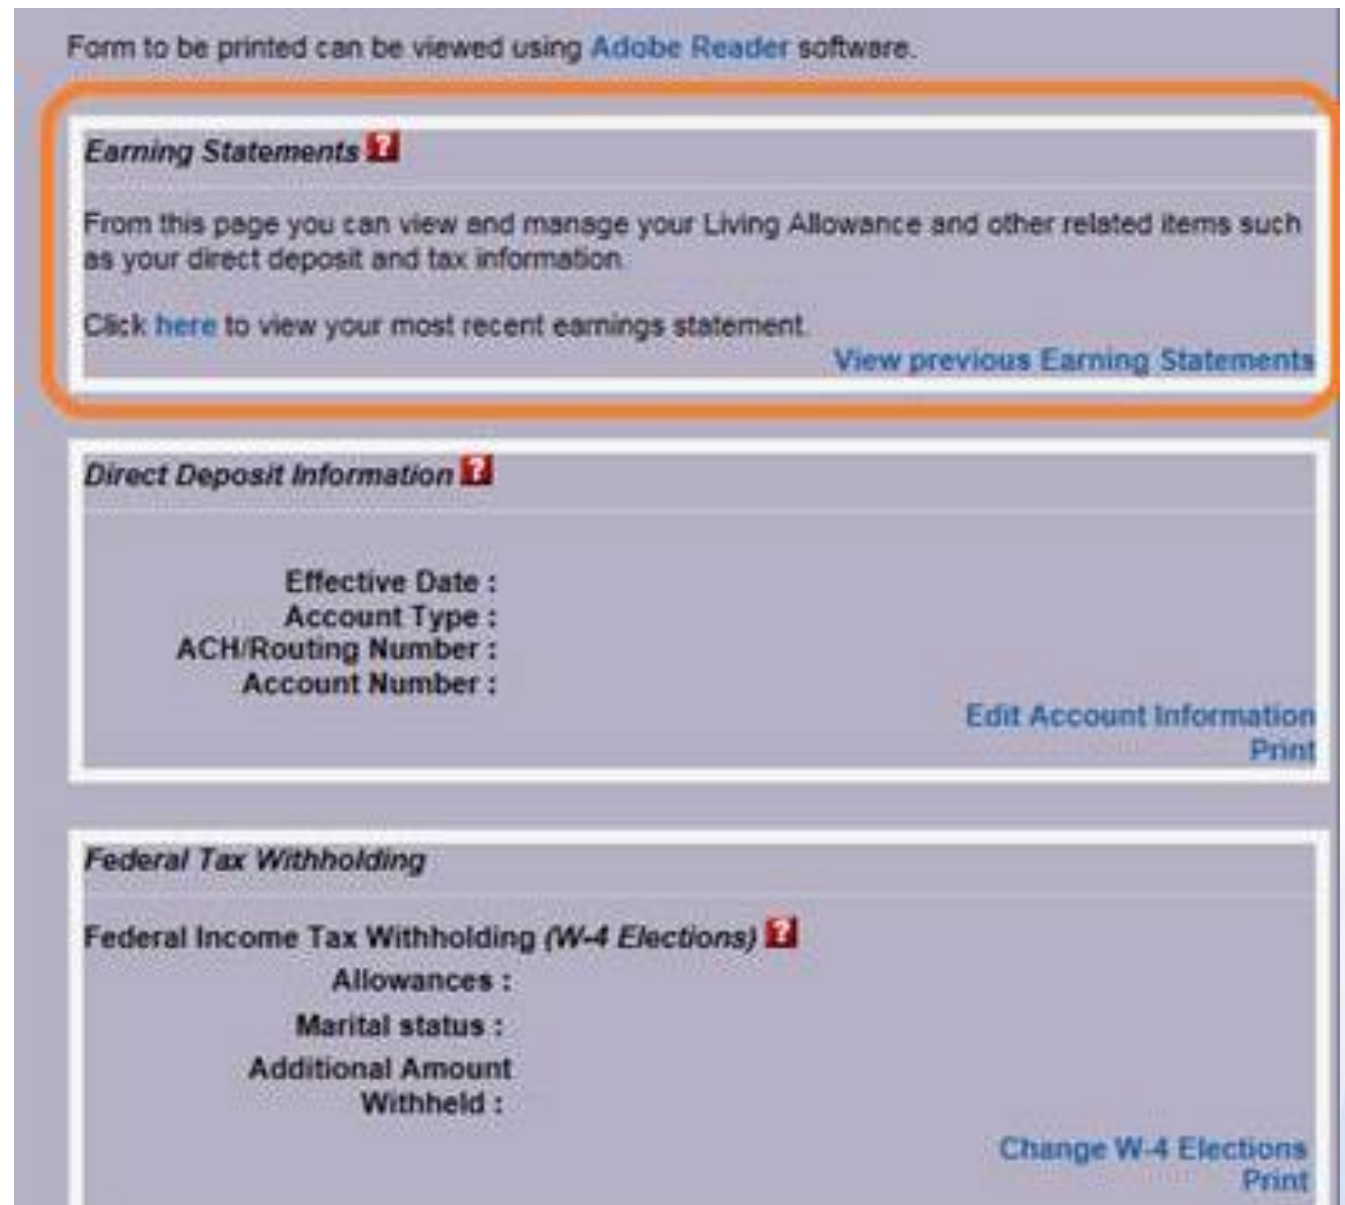 Form to be printed can be viewed using Adobe Reader software.
Earning Statements ?
From this page you can view and manage your Living Allowance and other related items such
as your direct deposit and tax information.
Click here to view your most recent earnings statement.
View previous Earning Statements
Direct Deposit Information ?
Effective Date :
Account Type :
ACH/Routing Number :
Account Number :
Edit Account Information
Print
Federal Tax Withholding
Federal Income Tax Withholding (W-4 Elections) ?
Allowances :
Marital status :
Additional Amount
Withheld :
Change W-4 Elections
Print